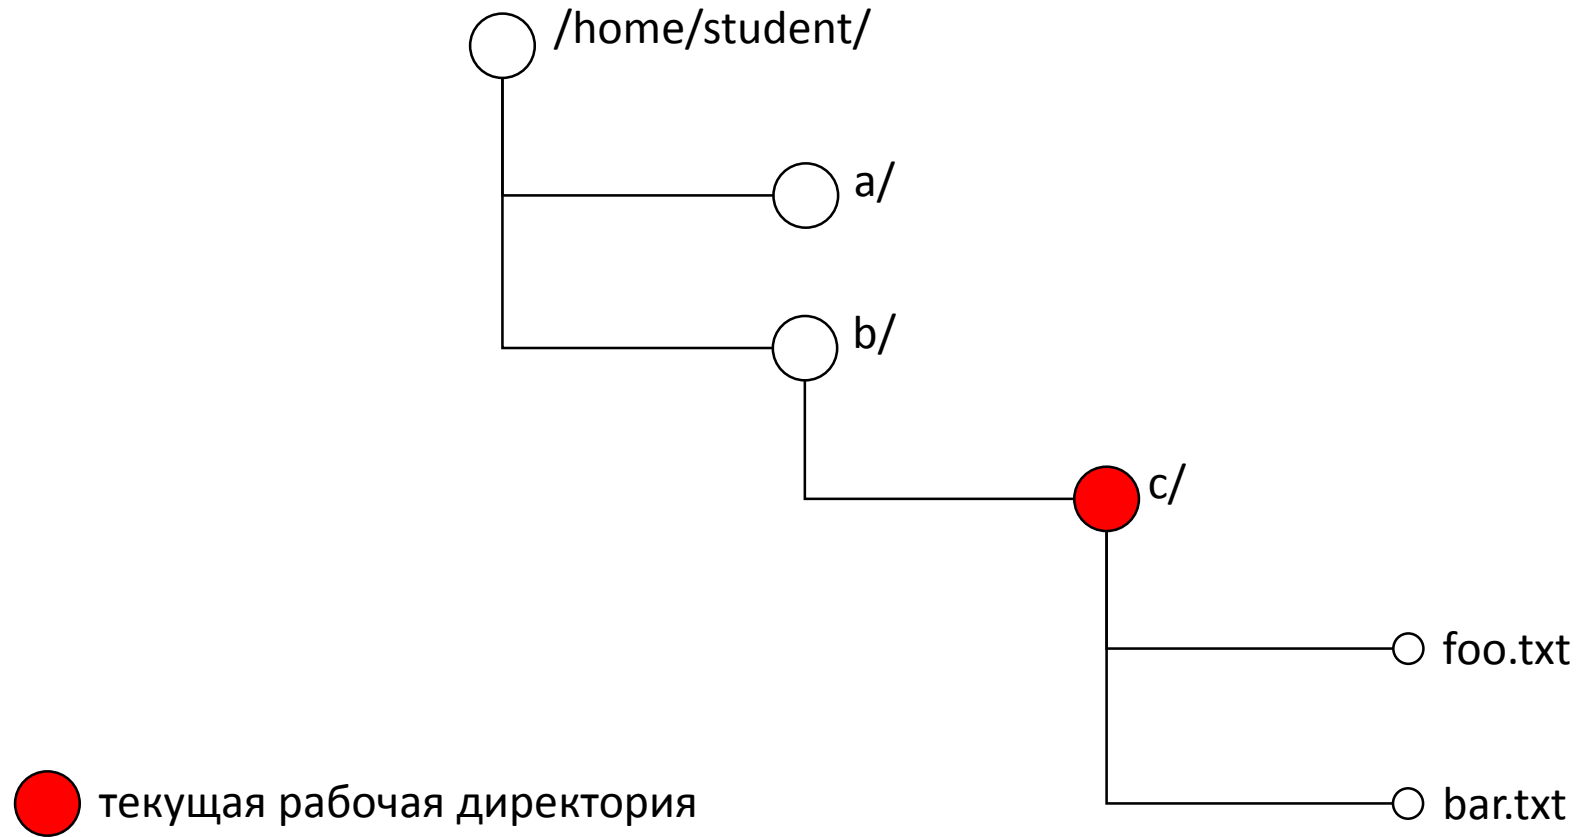 /home/student/
a/
b/
c/
foo.txt
bar.txt
текущая рабочая директория